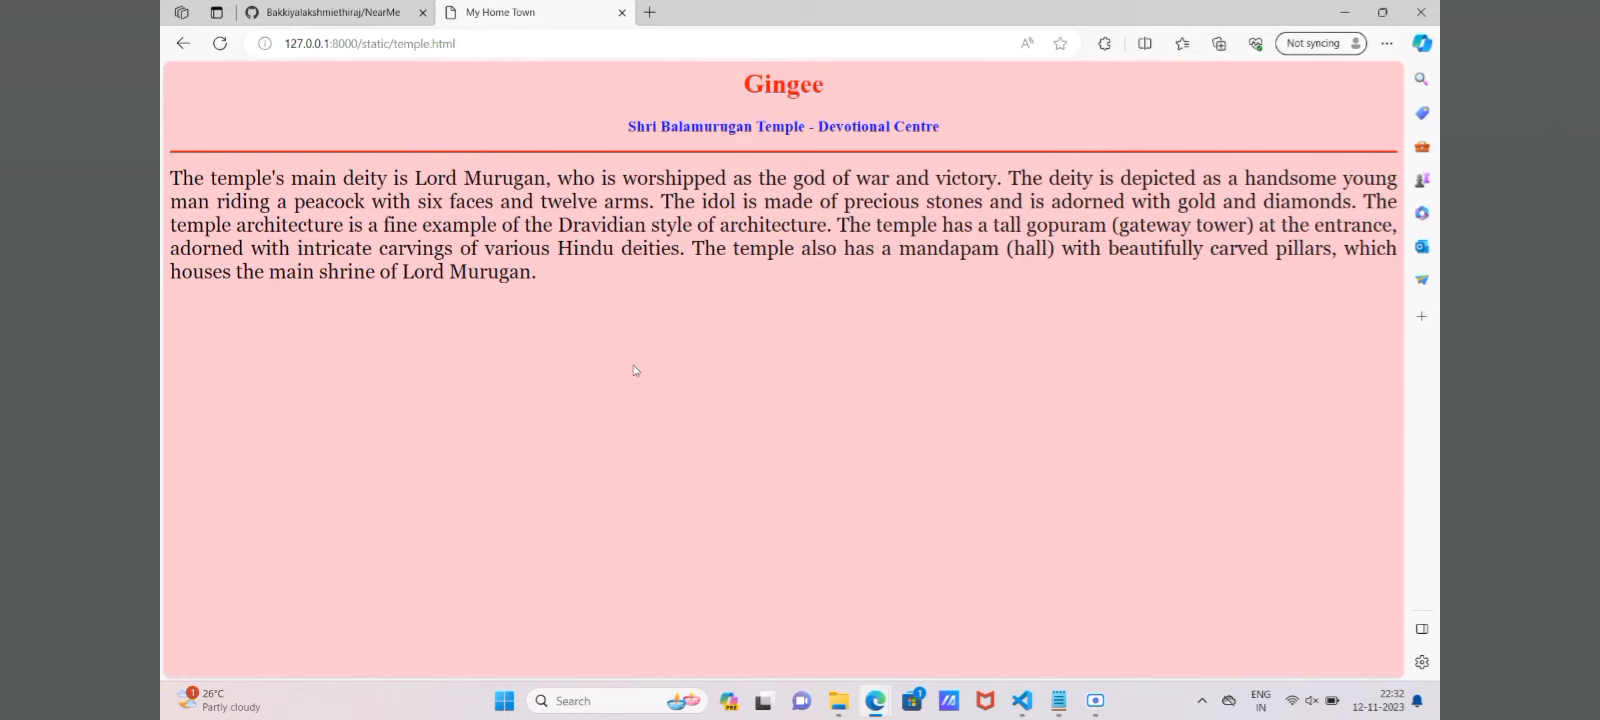 Bakkiyalakshmiethiraj/NearMe
My Home Town
127.0.0.1:8000/static/temple.html
Not syncing
Gingee
Shri Balamurugan Temple - Devotional Centre
The temple's main deity is Lord Murugan, who is worshipped as the god of war and victory. The deity is depicted as a handsome young
man riding a peacock with six faces and twelve arms. The idol is made of precious stones and is adorned with gold and diamonds. The
temple architecture is a fine example of the Dravidian style of architecture. The temple has a tall gopuram (gateway tower) at the entrance,
adorned with intricate carvings of various Hindu deities. The temple also has a mandapam (hall) with beautifully carved pillars, which
houses the main shrine of Lord Murugan.
1
26°C
Partly cloudy
Search
PRE
1
ENG
IN
22:32
12-11-2023